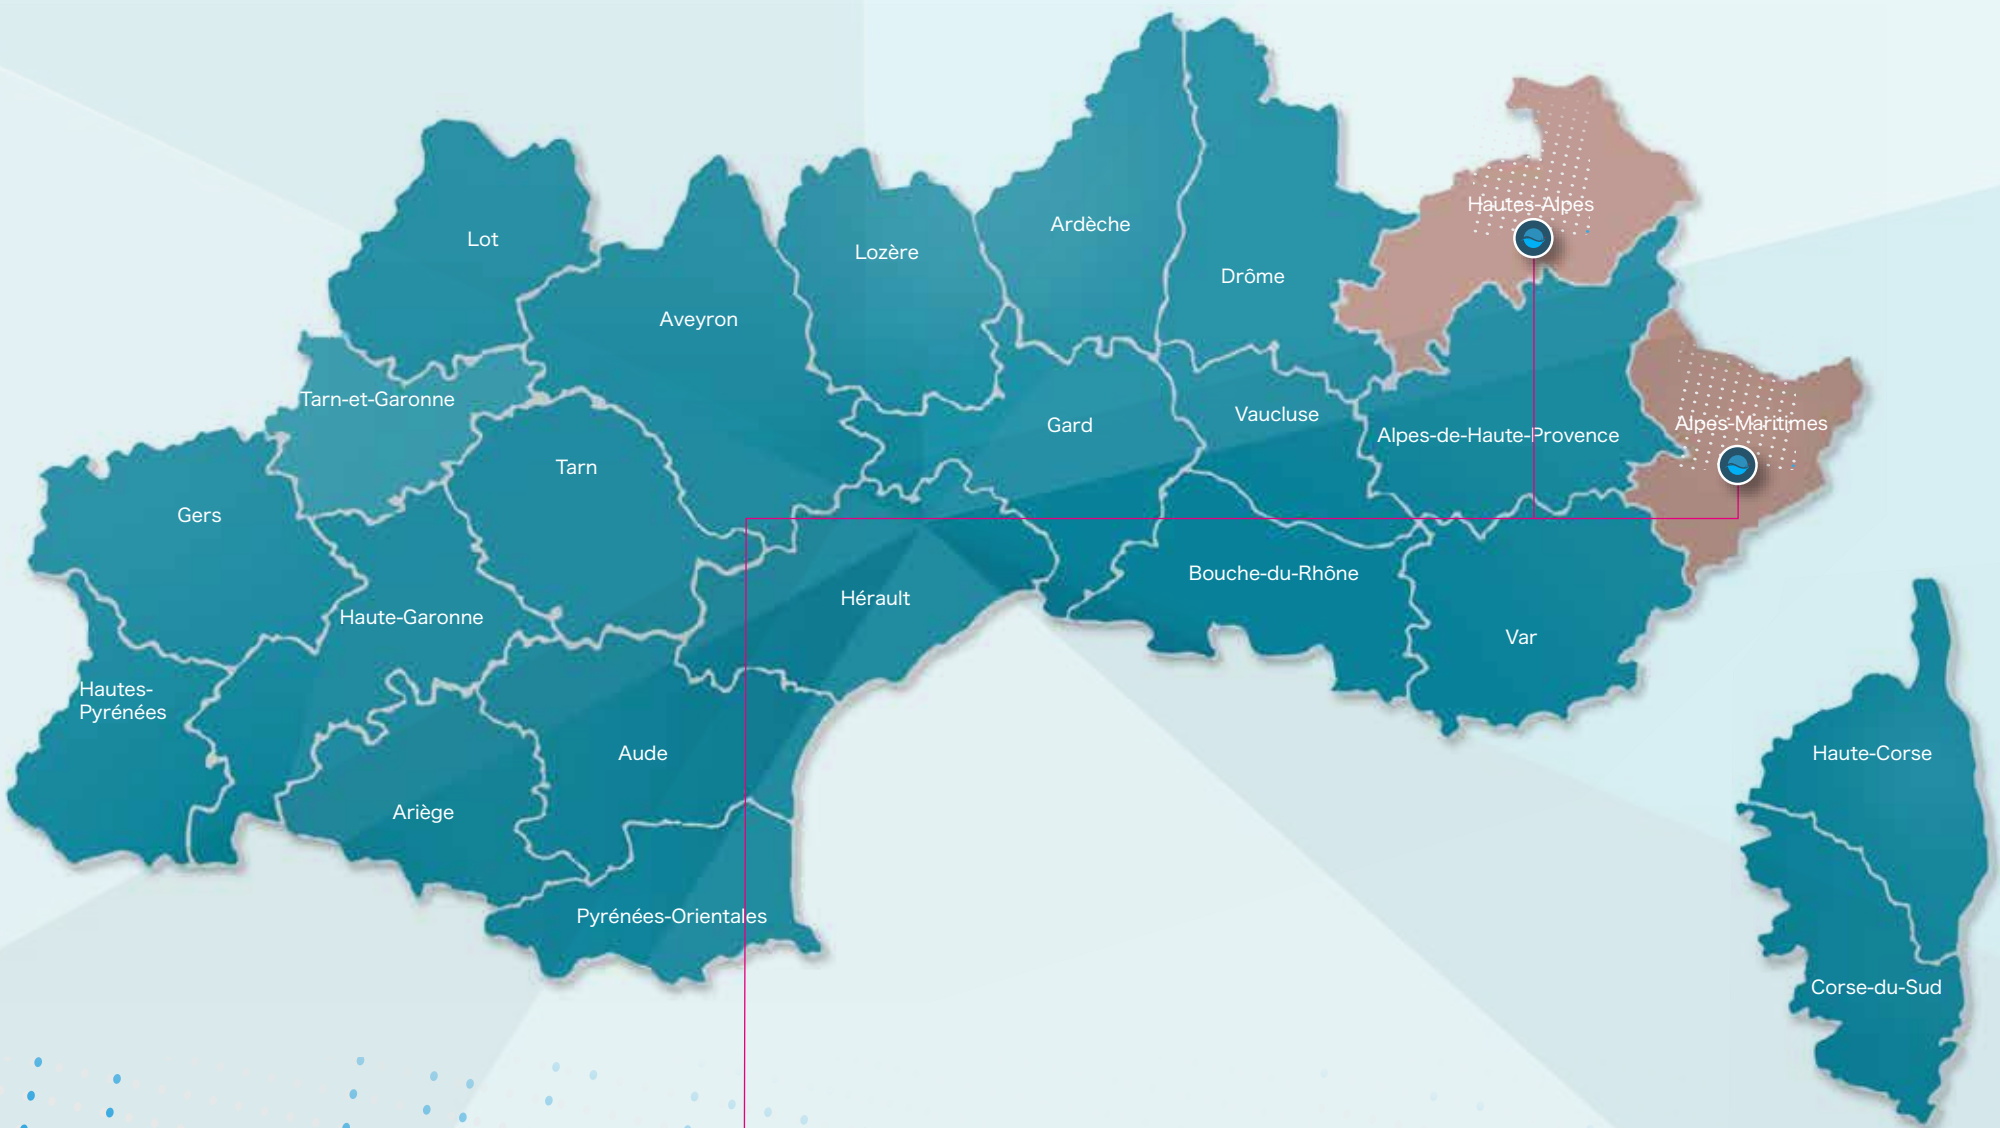 Hautes-Alpes
Ardèche
Lot
Lozère
Drôme
Aveyron
Tarn-et-Garonne
Vaucluse
Gard
Alpes-Maritimes
Alpes-de-Haute-Provence
Tarn
Gers
Bouche-du-Rhône
Hérault
Haute-Garonne
Var
Hautes-
Pyrénées
Aude
Haute-Corse
Ariège
Pyrénées-Orientales
Corse-du-Sud